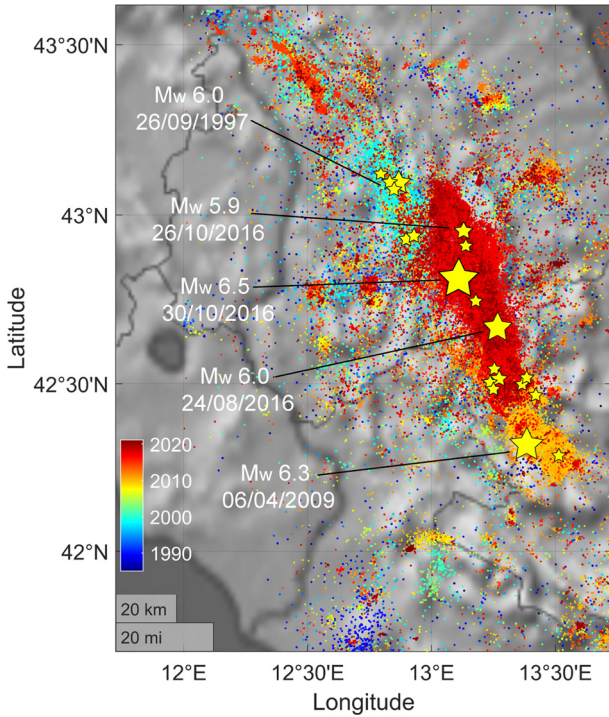 43°30'N
Mw 6.0
26/09/1997
43°N
Mw 5.9
26/10/2016
Mw 6.5
30/10/2016
Latitude
42°30'N
Mw 6.0
24/08/2016
2020
2010
2000
1990
Mw 6.3
06/04/2009
42°N
20 km
20 mi
12°E
12°30'E
13°E
13°30'E
Longitude